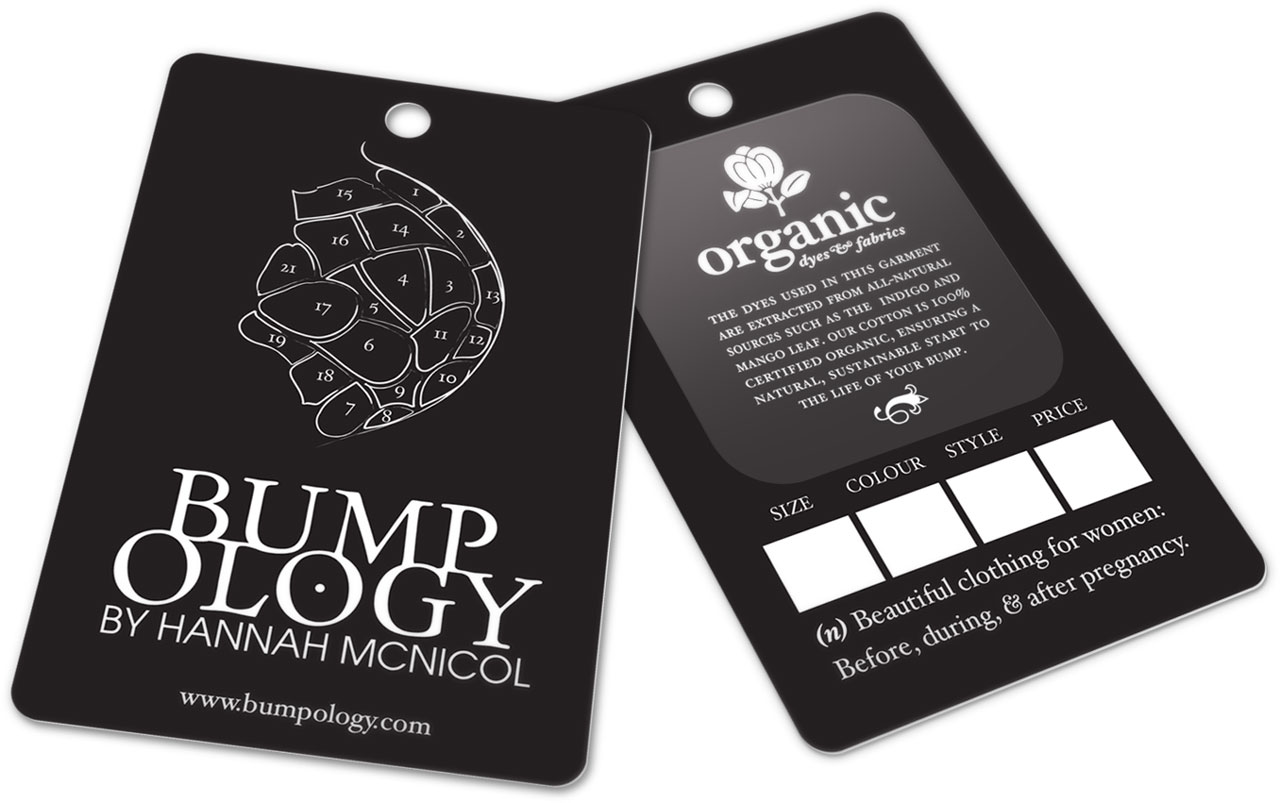 15
1
14
2
16
21
4
3
13
17
5
11
12
19
6
18
10
9
7
8
BUMP
OLOGY
BY HANNAH MCNICOL
www.bumpology.com
organic
dyes & fabrics
THE DYES USED IN THIS GARMENT
ARE EXTRACTED FROM ALL-NATURAL
SOURCES SUCH AS THE INDIGO AND
MANGO LEAF. OUR COTTON IS 100%
CERTIFIED ORGANIC, ENSURING A
NATURAL, SUSTAINABLE START TO
THE LIFE OF YOUR BUMP.
SIZE COLOUR STYLE PRICE
(n) Beautiful clothing for women:
Before, during, & after pregnancy.